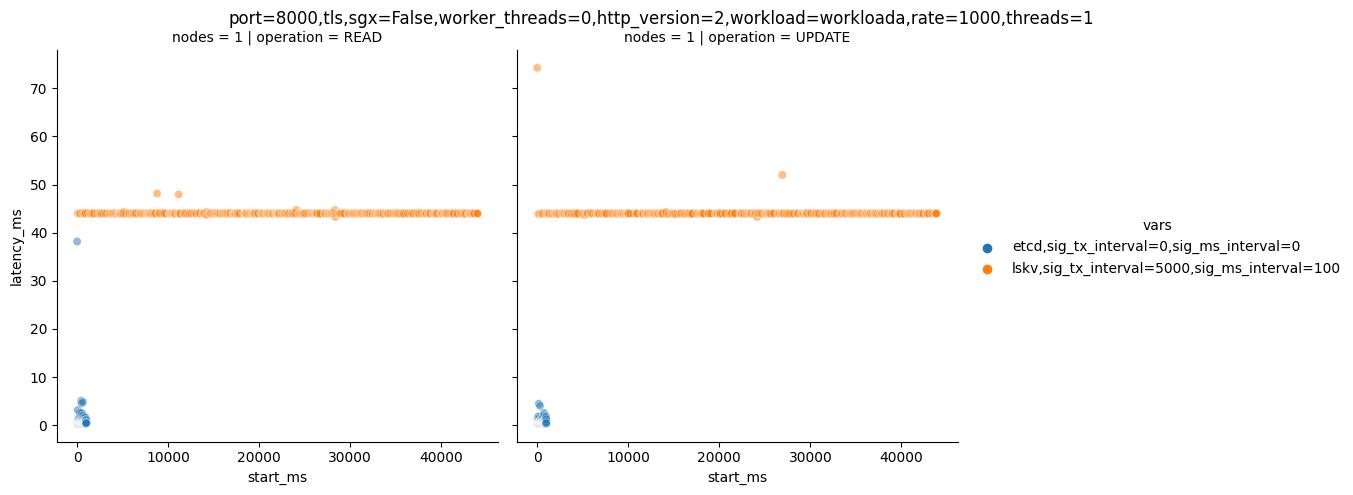 port=8000,tls,sgx=False,worker_threads=0,http_version=2,workload=workloada,rate=1000,threads=1
nodes = 1 | operation = READ
nodes = 1 | operation = UPDATE
latency_ms
70
60
50
40
30
20
10
0
0 10000 20000 30000 40000
start_ms
0 10000 20000 30000 40000
start_ms
vars
etcd,sig_tx_interval=0,sig_ms_interval=0
lskv,sig_tx_interval=5000,sig_ms_interval=100